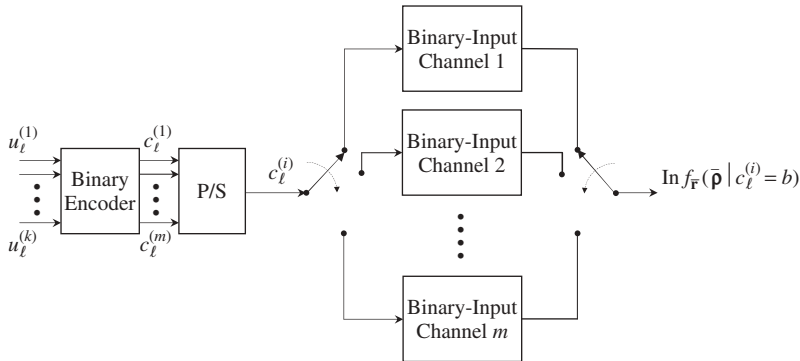 Binary-Input
Channel 1
u_ℓ^(1)
c_ℓ^(1)
Binary
Encoder
P/S
c_ℓ^(i)
Binary-Input
Channel 2
In f_r̄(ρ̄ | c_ℓ^(i) = b)
u_ℓ^(k)
c_ℓ^(m)
Binary-Input
Channel m